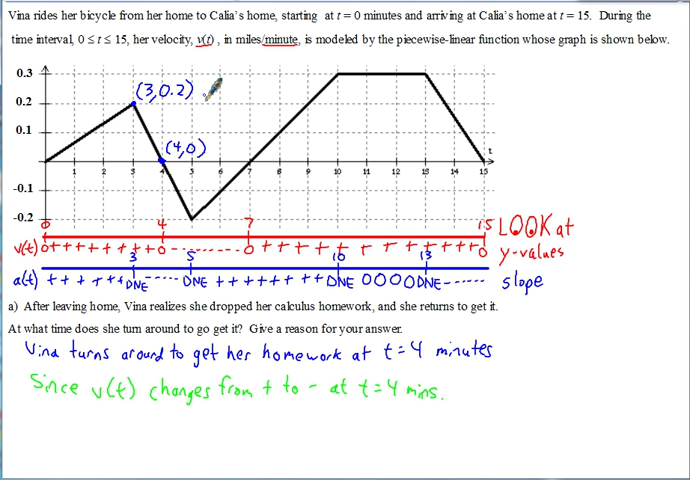 Vina rides her bicycle from her home to Calia's home, starting at t = 0 minutes and arriving at Calia's home at t = 15. During the
time interval, 0 ≤ t ≤ 15, her velocity, v(t) , in miles/minute, is modeled by the piecewise-linear function whose graph is shown below.
0.3
(3,0.2)
0.2
0.1
(4,0)
t
1 2 3 4 5 6 7 8 9 10 11 12 13 14 15
-0.1
-0.2
0 4 7 15 LOOK at
v(t) 0+++++++++0---------0+++++++++++++0 y-values
3 5 10 13
a(t) ++++++DNE----- DNE ++++++++DNE 0000DNE------ slope
a) After leaving home, Vina realizes she dropped her calculus homework, and she returns to get it.
At what time does she turn around to go get it? Give a reason for your answer.
Vina turns around to get her homework at t=4 minutes
Since v(t) changes from + to - at t=4 mins.